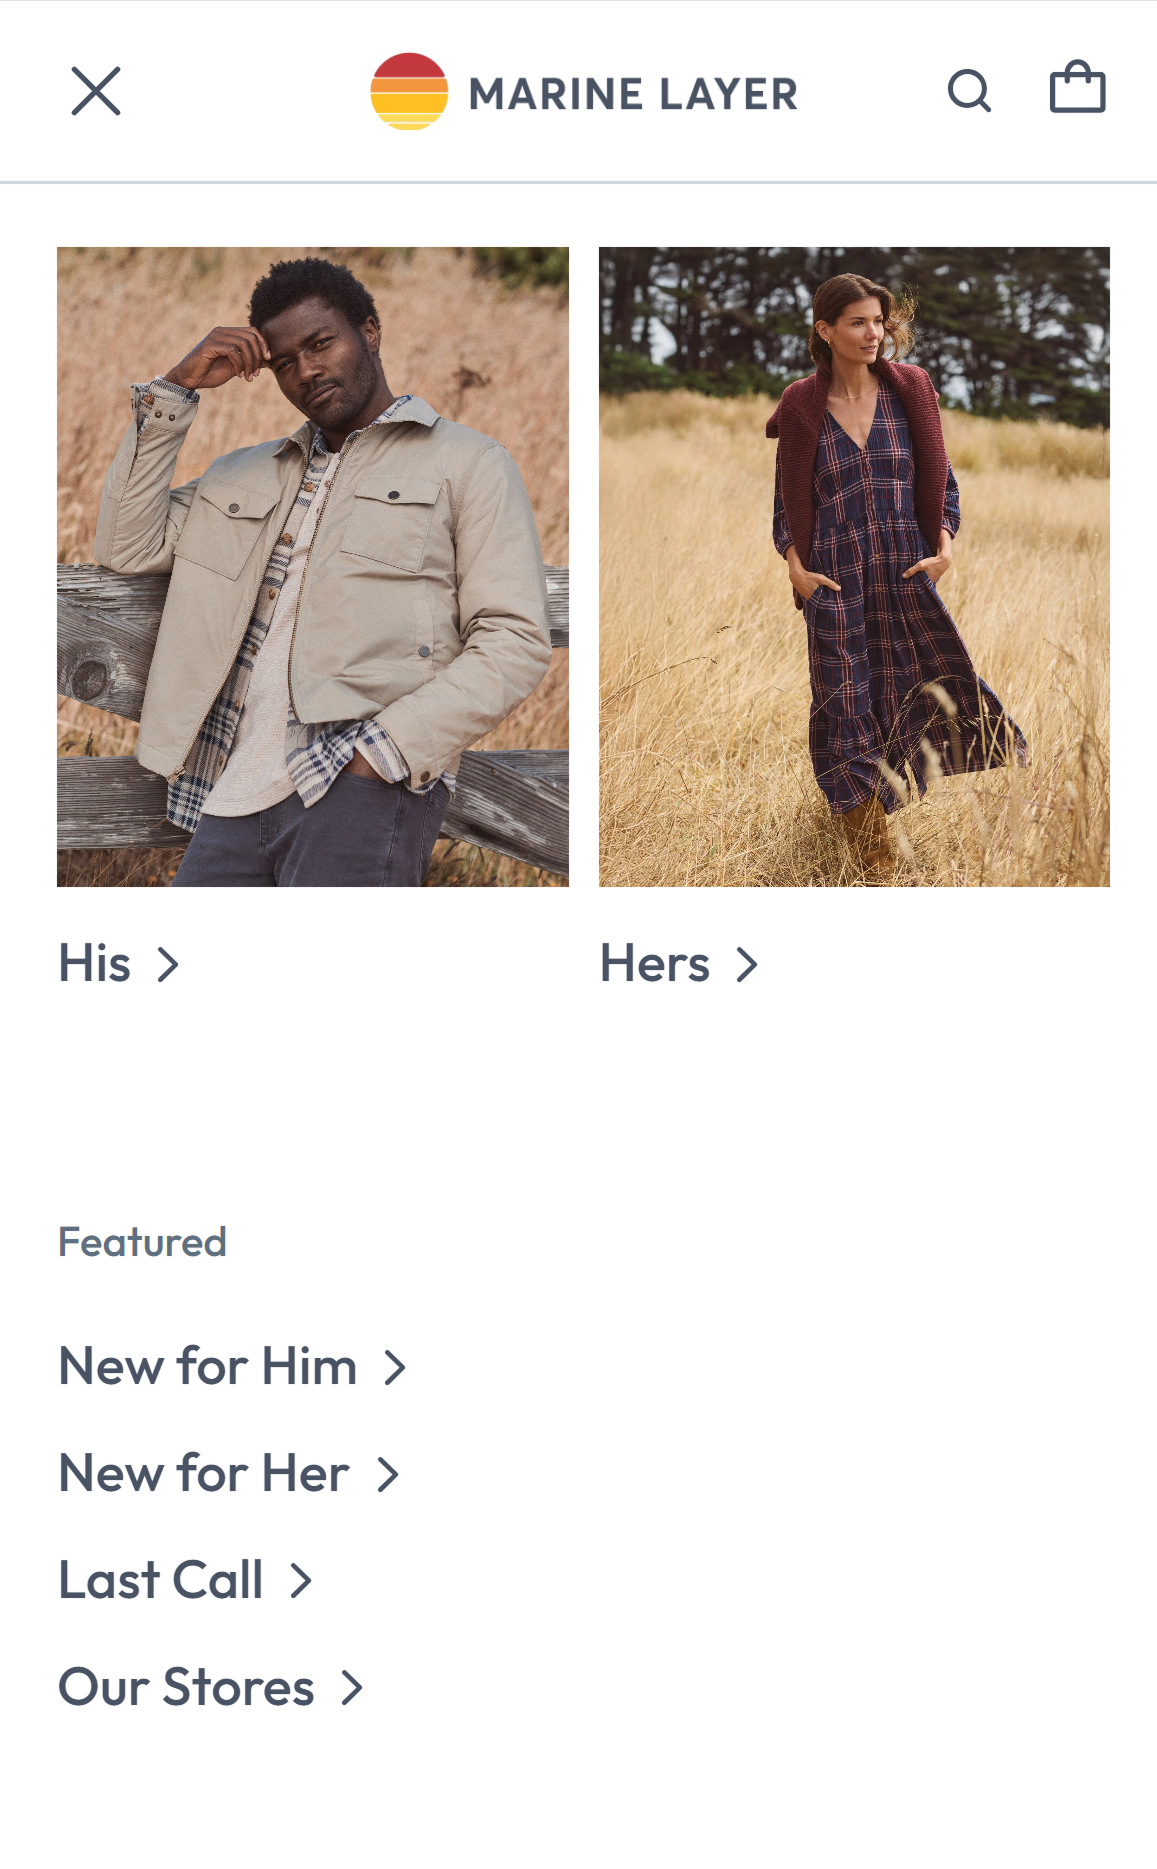 MARINE LAYER
His
Hers
Featured
New for Him
New for Her
Last Call
Our Stores